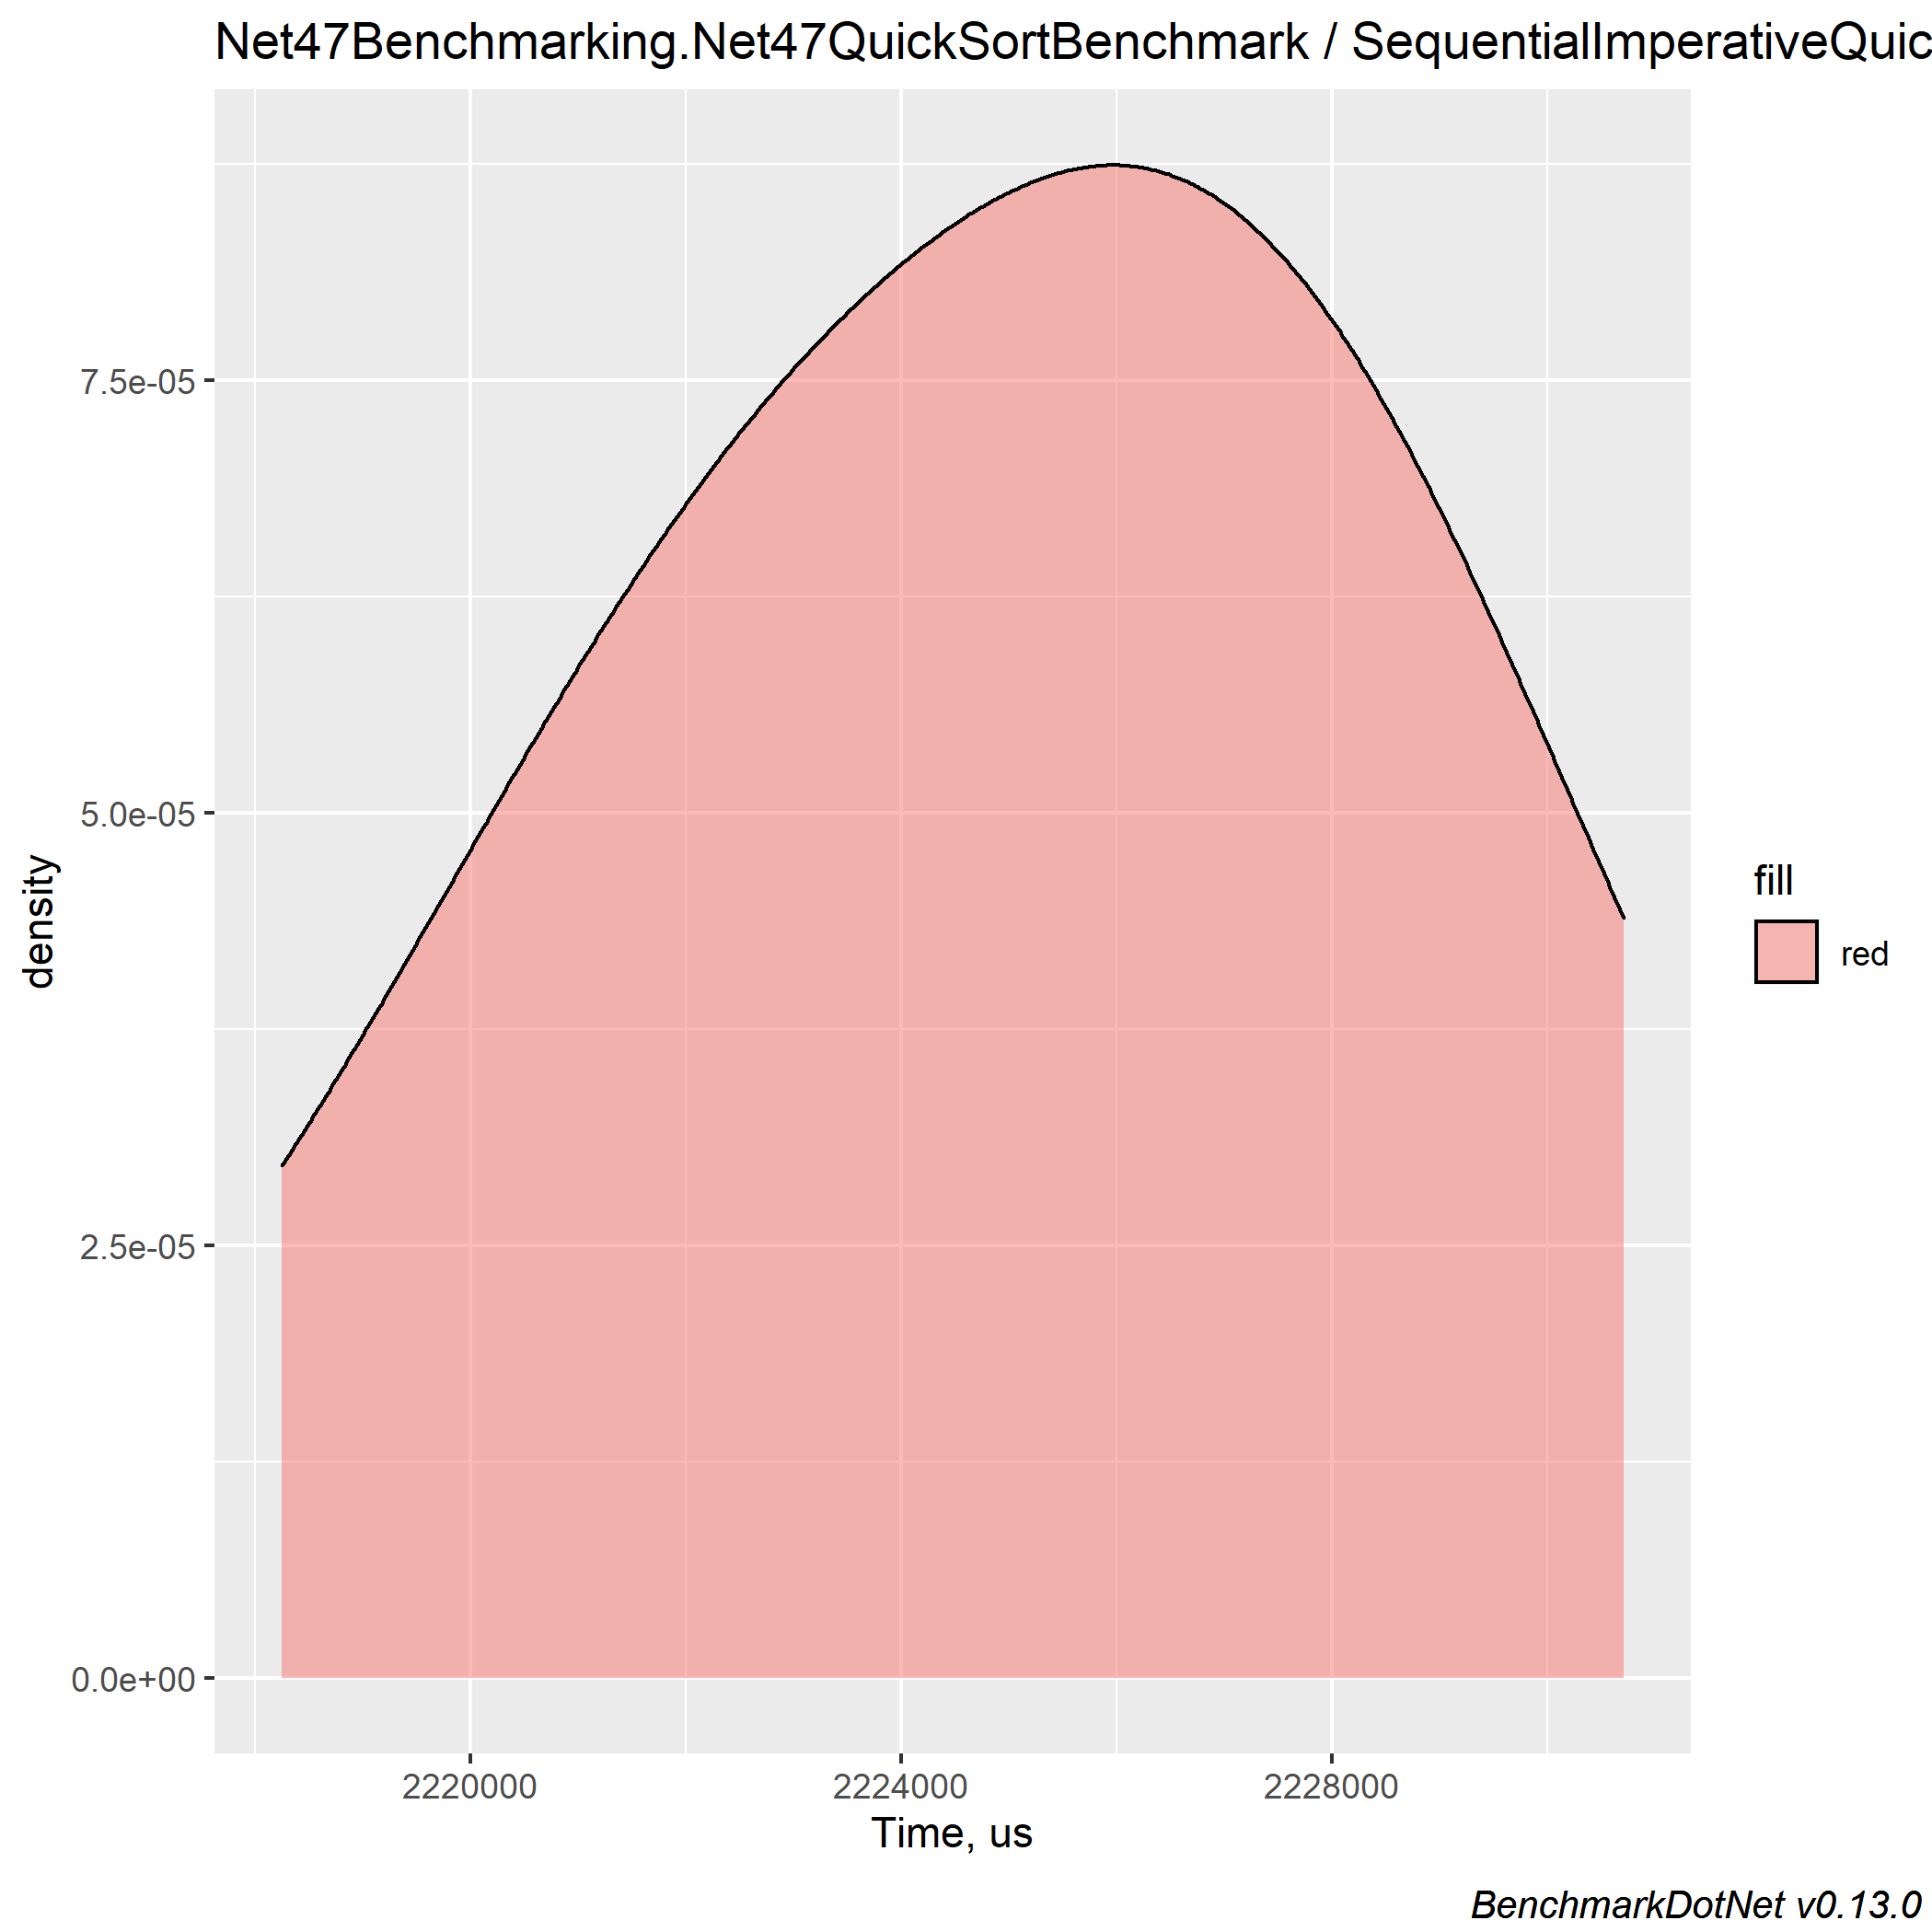 Net47Benchmarking.Net47QuickSortBenchmark / SequentialImperativeQuic
7.5e-05
5.0e-05
2.5e-05
0.0e+00
density
2220000 2224000 2228000
Time, us
fill
red
BenchmarkDotNet v0.13.0